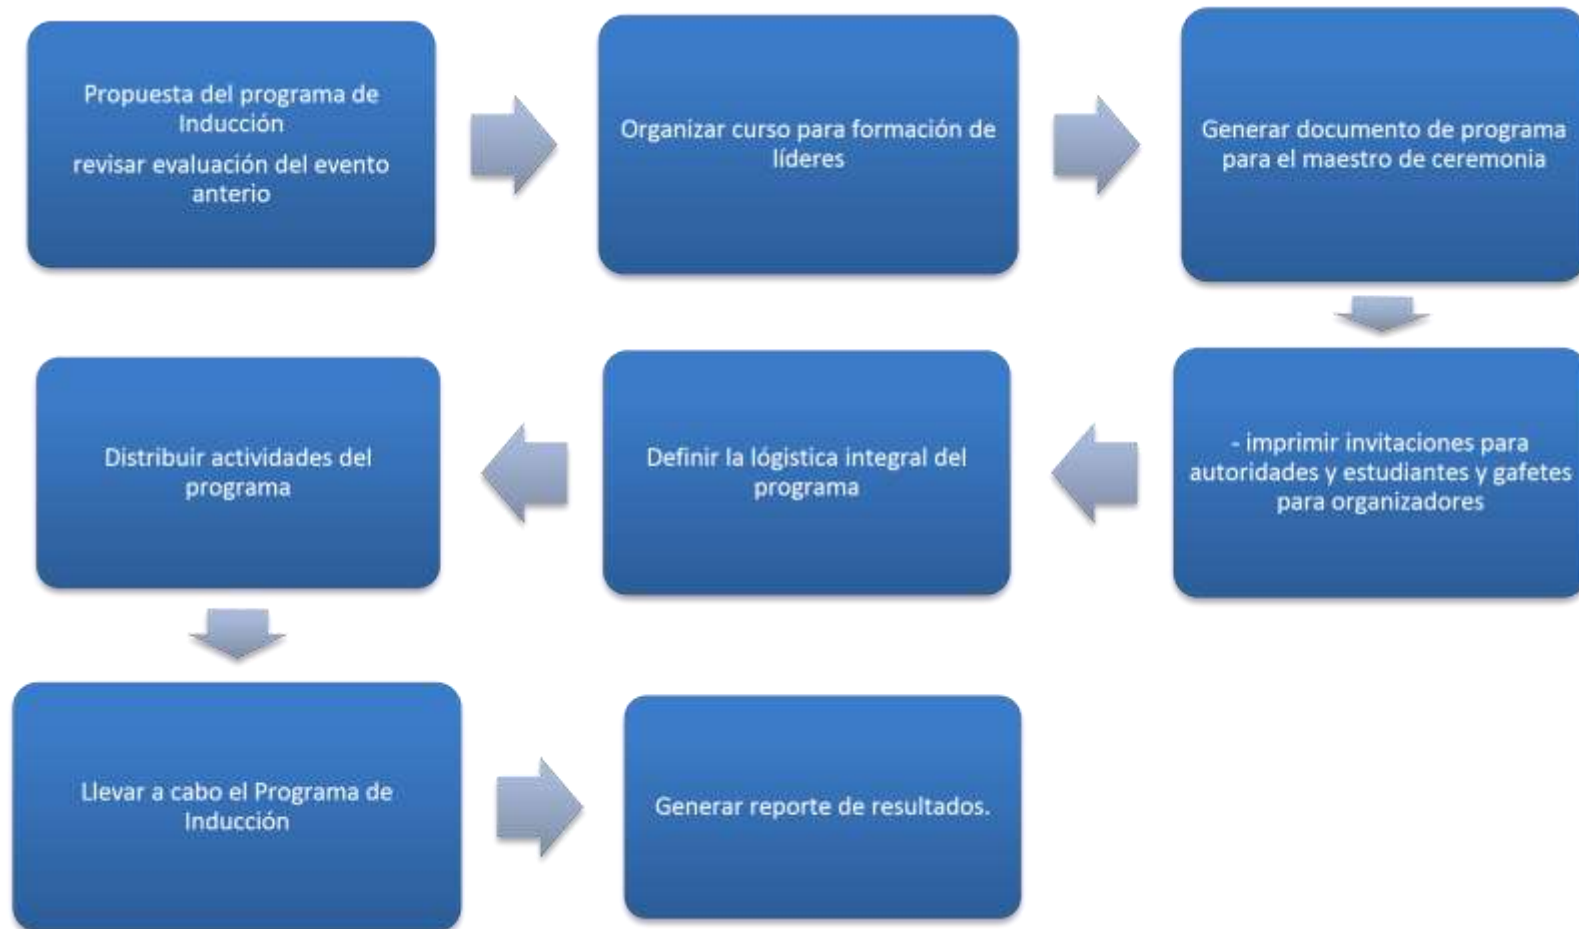 Propuesta del programa de
Inducción
revisar evaluación del evento
anterio
Organizar curso para formación de
líderes
Generar documento de programa
para el maestro de ceremonia
- imprimir invitaciones para
autoridades y estudiantes y gafetes
para organizadores
Definir la lógistica integral del
programa
Distribuir actividades del
programa
Llevar a cabo el Programa de
Inducción
Generar reporte de resultados.